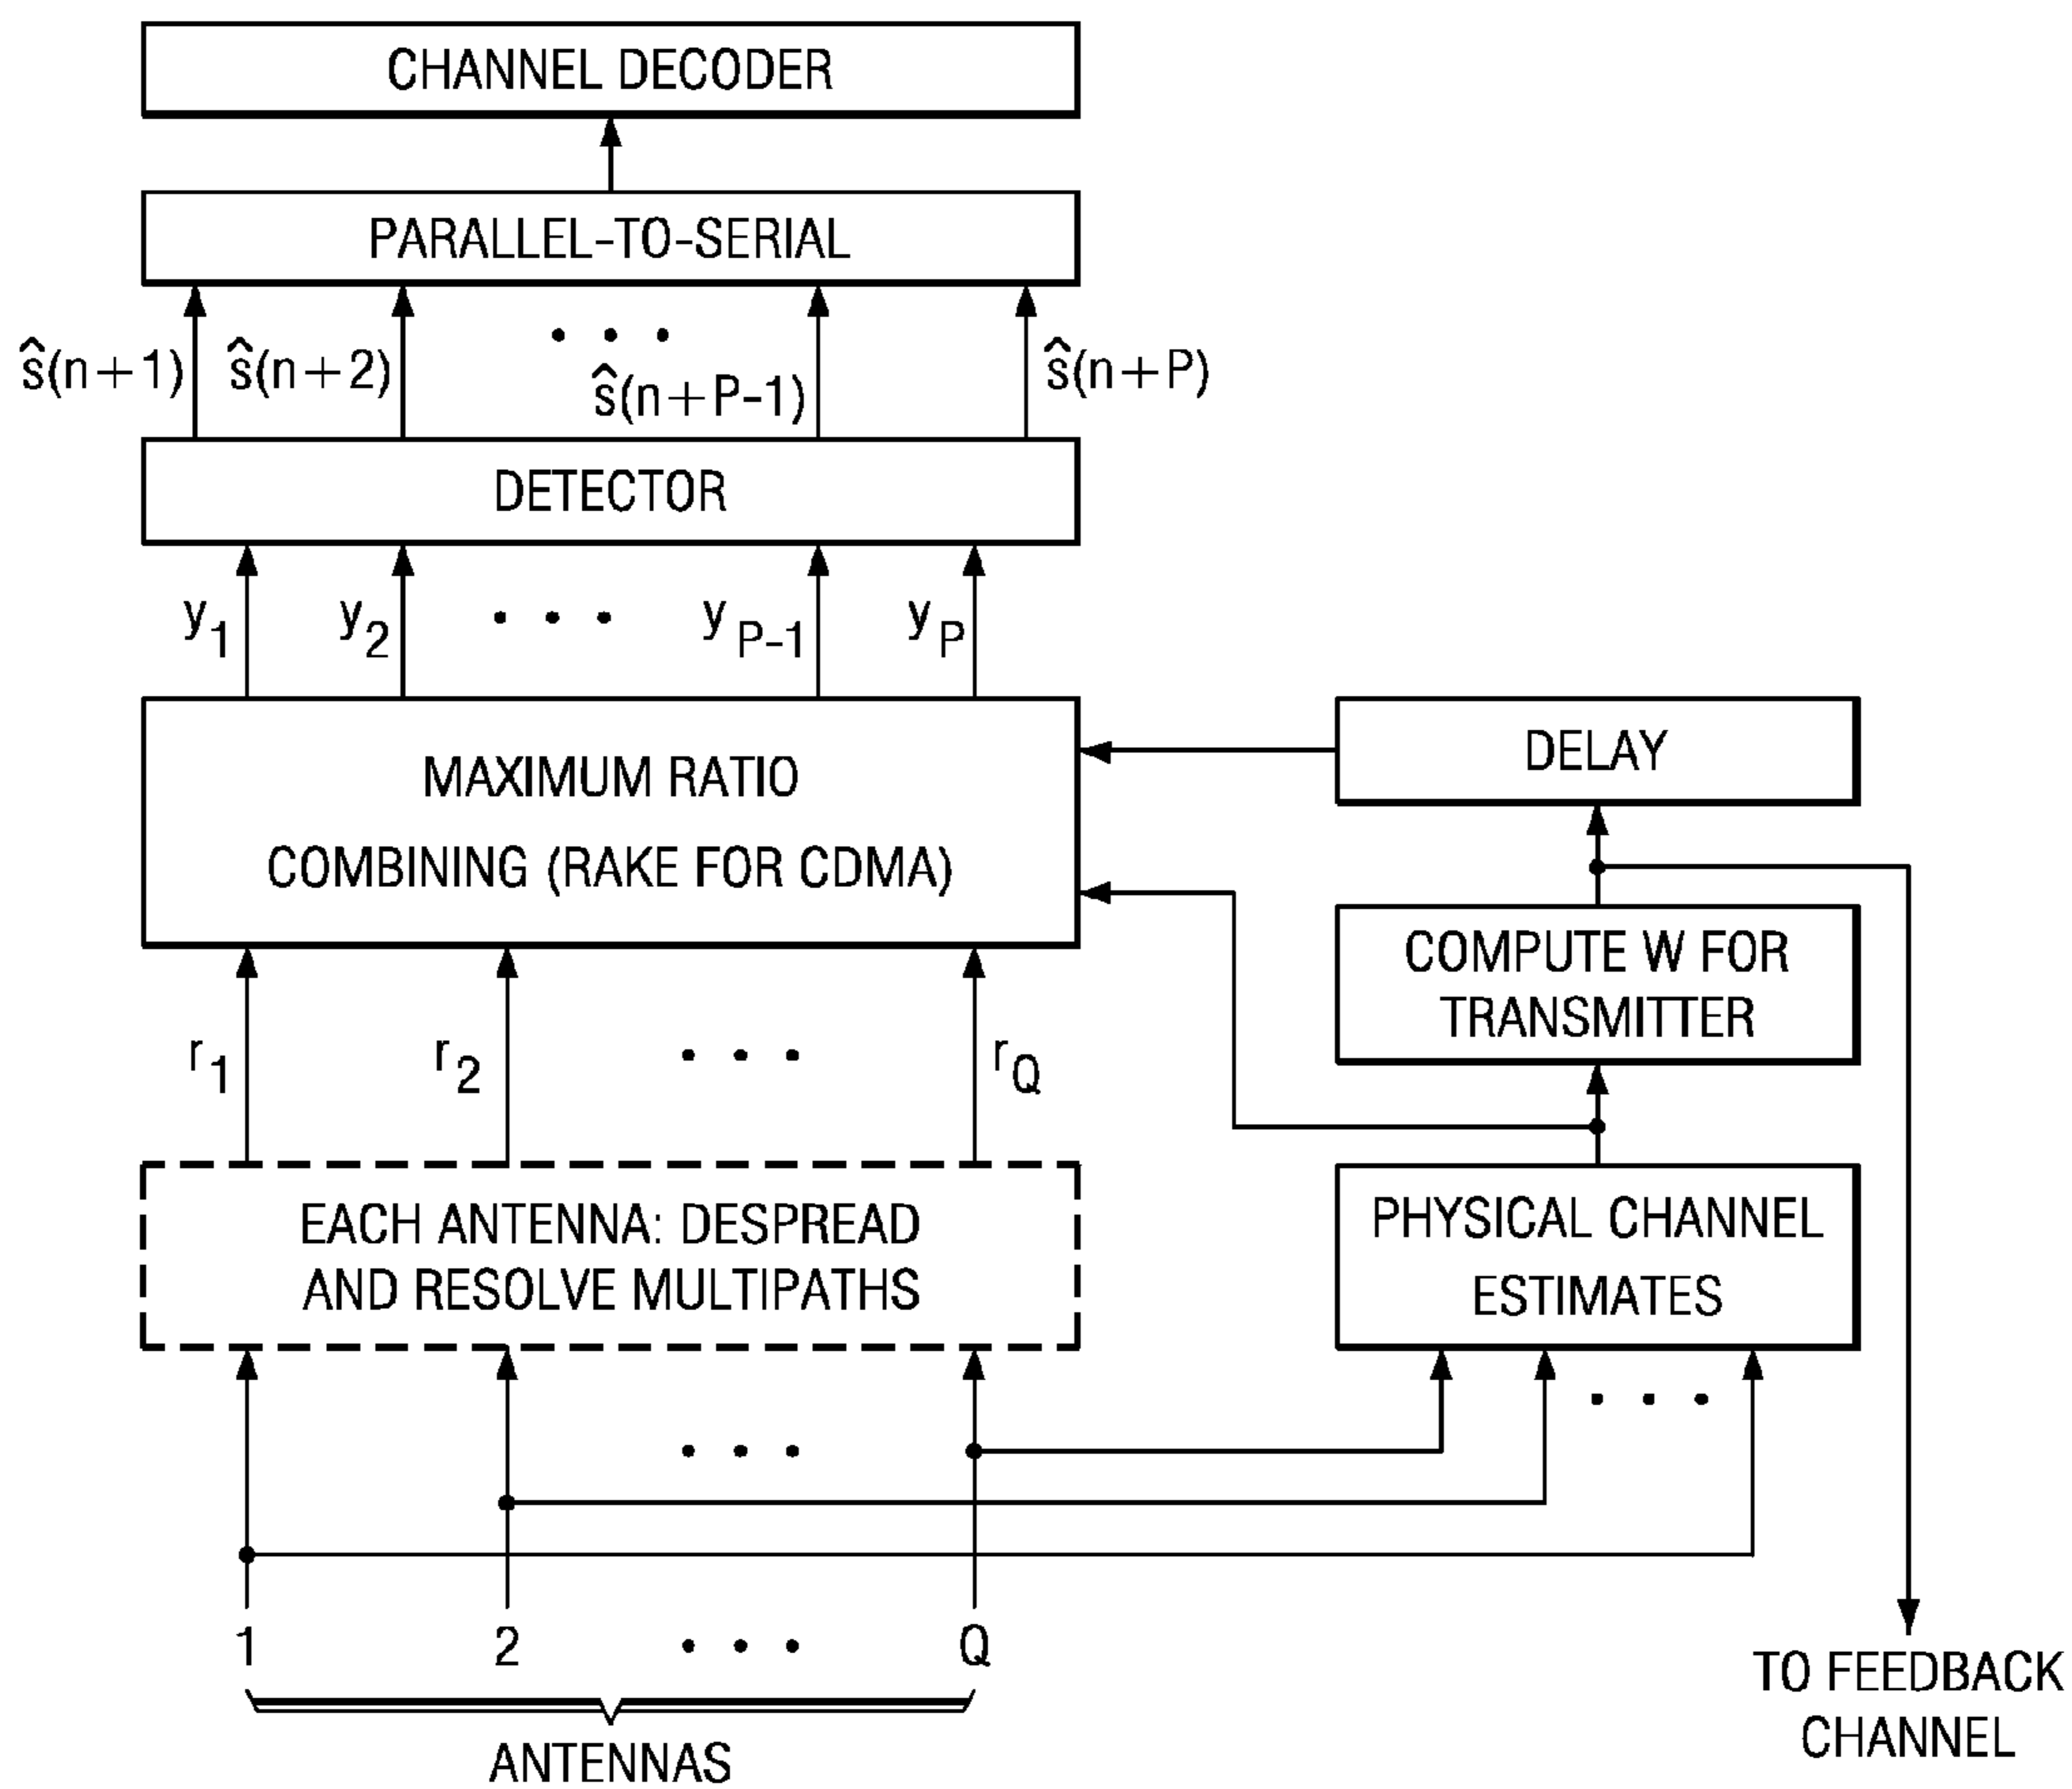 CHANNEL DECODER
PARALLEL-TO-SERIAL
ŝ(n+1)
ŝ(n+2)
• • •
ŝ(n+P-1)
ŝ(n+P)
DETECTOR
y1
y2
• • •
yP-1
yP
MAXIMUM RATIO
COMBINING (RAKE FOR CDMA)
DELAY
COMPUTE W FOR
TRANSMITTER
r1
r2
• • •
rQ
EACH ANTENNA: DESPREAD
AND RESOLVE MULTIPATHS
PHYSICAL CHANNEL
ESTIMATES
• • •
• • •
1
2
• • •
Q
ANTENNAS
TO FEEDBACK
CHANNEL